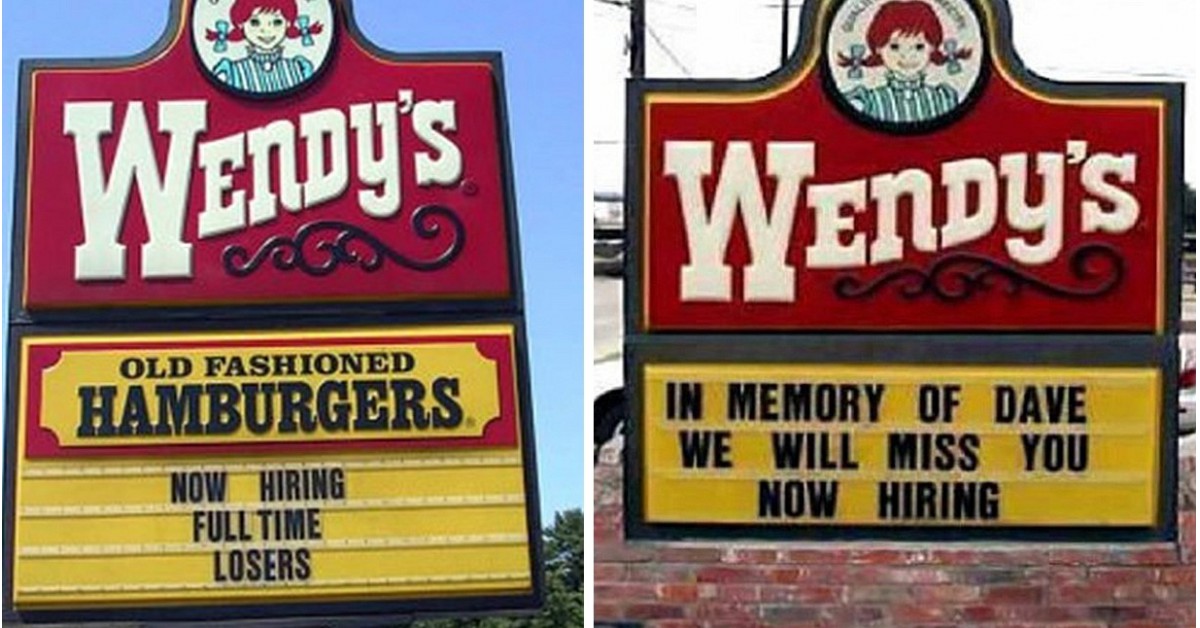 Wendy's
OLD FASHIONED
HAMBURGERS
NOW HIRING
FULL TIME
LOSERS
Wendy's
IN MEMORY OF DAVE
WE WILL MISS YOU
NOW HIRING